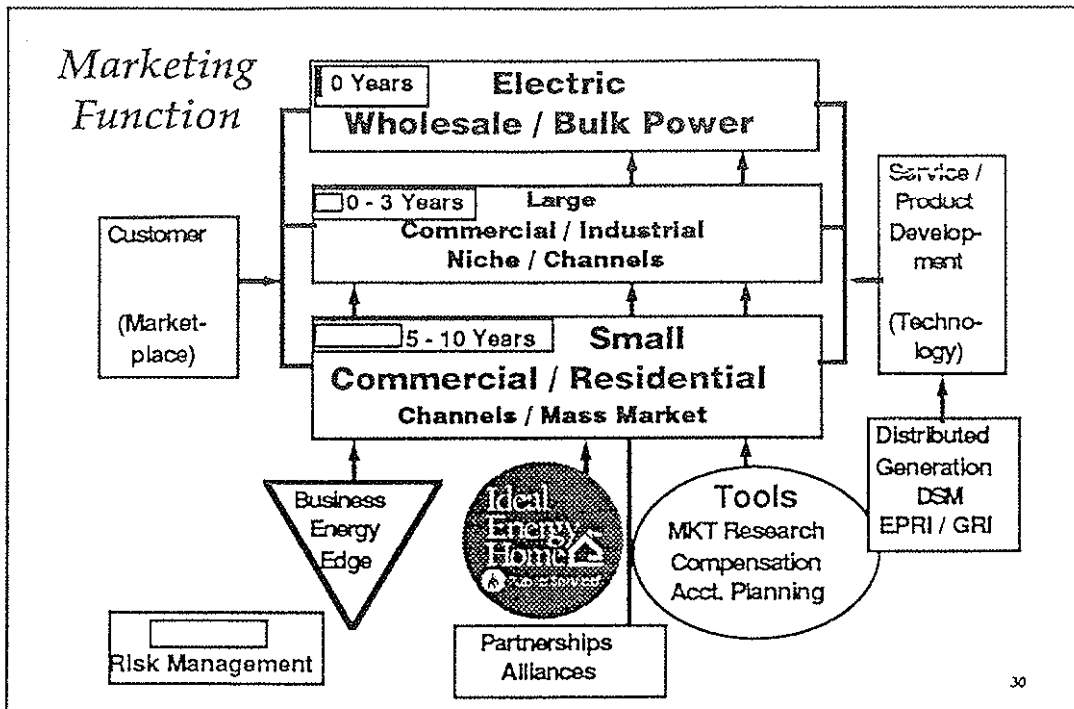 Marketing
Function
0 Years
Electric
Wholesale / Bulk Power
0 - 3 Years
Large
Commercial / Industrial
Niche / Channels
Customer
(Market-
place)
Service /
Product
Develop-
ment
(Techno-
logy)
5 - 10 Years
Small
Commercial / Residential
Channels / Mass Market
Distributed
Generation
DSM
EPRI / GRI
Business
Energy
Edge
Ideal
Energy
Home
Tools
MKT Research
Compensation
Acct. Planning
Partnerships
Alliances
Risk Management
30